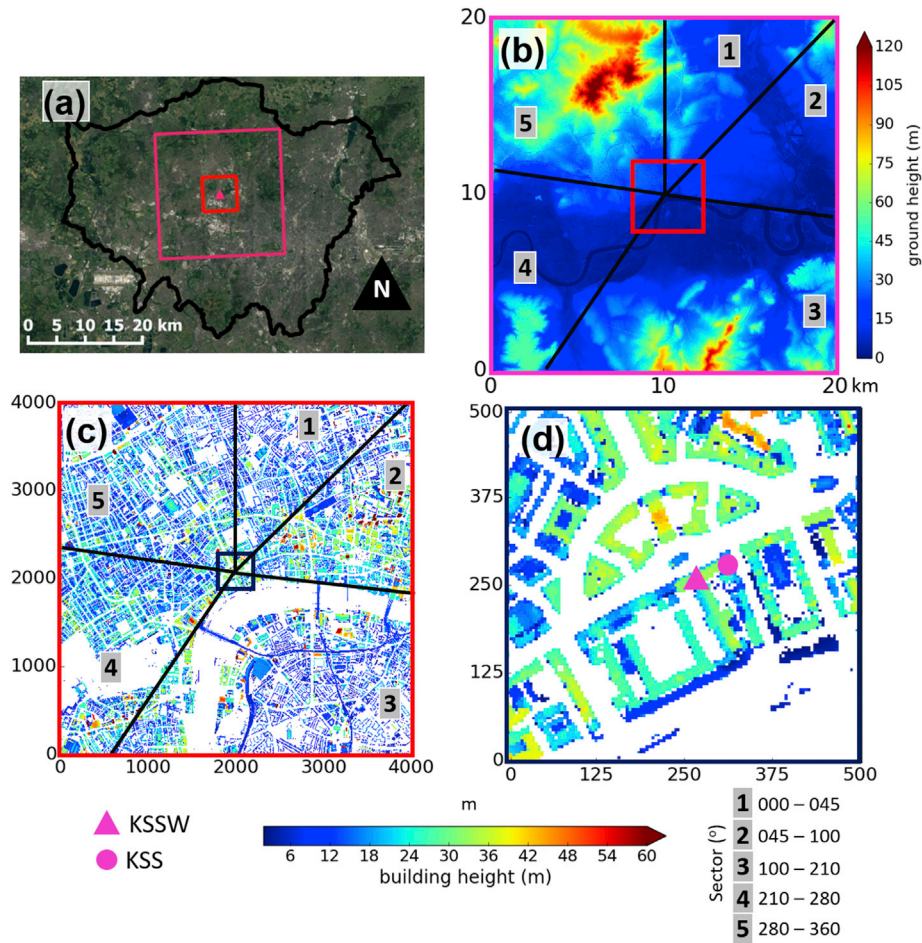 (a)
N
0 5 10 15 20 km
(b)
20
10
0
0 10 20 km
1
2
3
4
5
120
105
90
75
60
45
30
15
0
ground height (m)
(c)
4000
3000
2000
1000
0
0 1000 2000 3000 4000
1
2
3
4
5
(d)
500
375
250
125
0
0 125 250 375 500
KSSW
KSS
m
6 12 18 24 30 36 42 48 54 60
building height (m)
Sector (°)
1 000 – 045
2 045 – 100
3 100 – 210
4 210 – 280
5 280 – 360